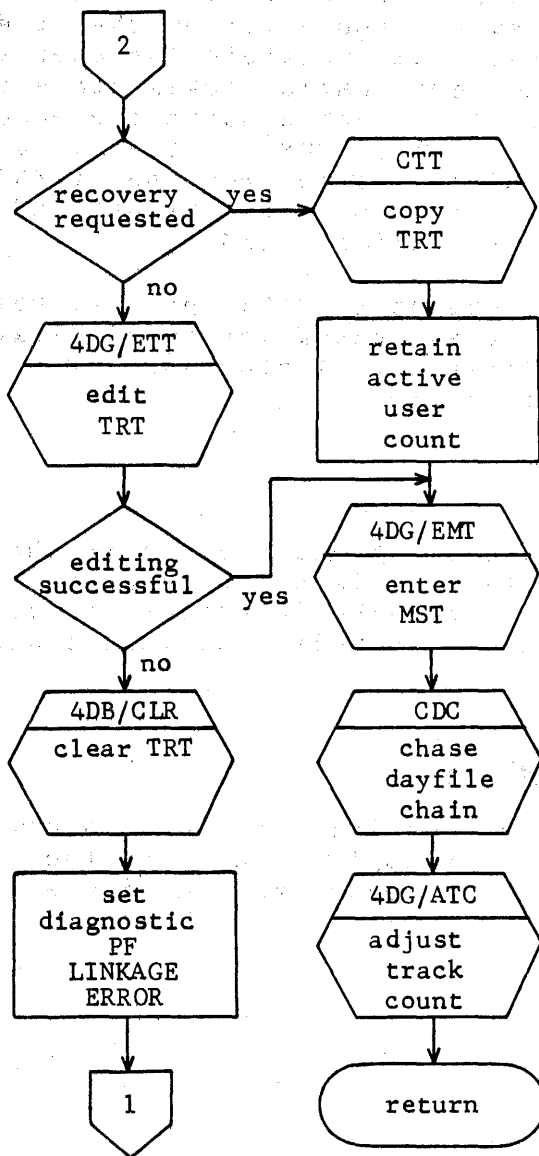 2
recovery
requested
yes
no
CTT
copy
TRT
retain
active
user
count
4DG/ETT
edit
TRT
editing
successful
yes
no
4DG/EMT
enter
MST
4DB/CLR
clear TRT
CDC
chase
dayfile
chain
set
diagnostic
PF
LINKAGE
ERROR
4DG/ATC
adjust
track
count
1
return